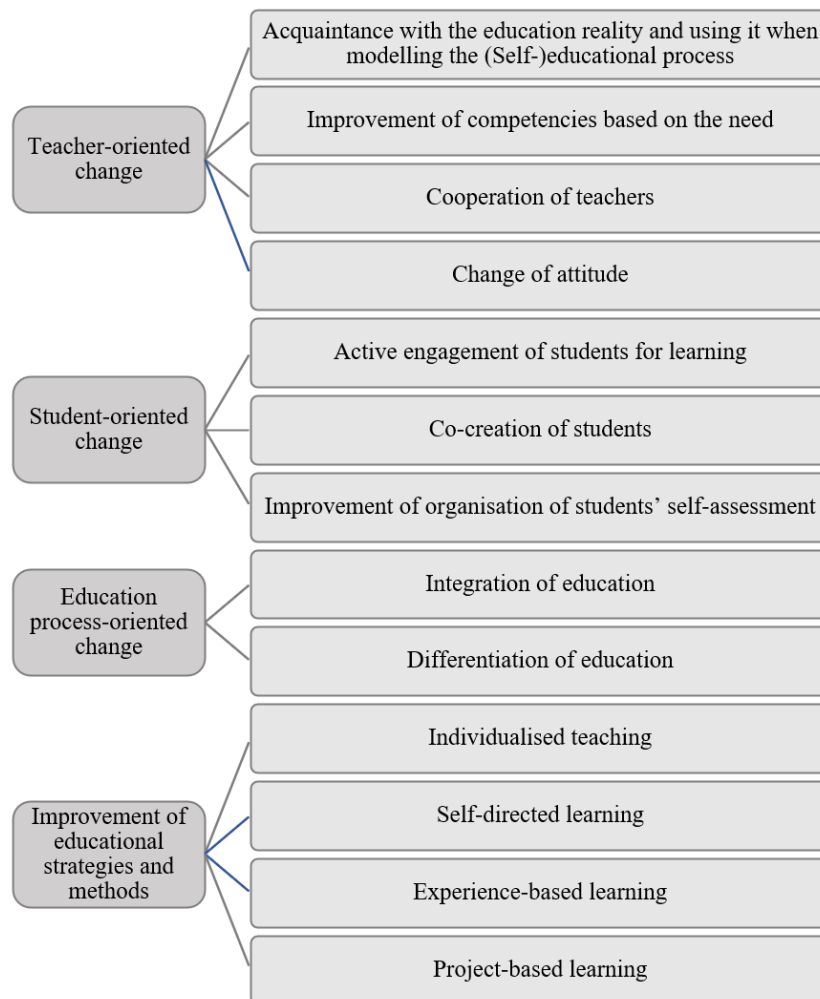 Teacher-oriented
change
Acquaintance with the education reality and using it when
modelling the (Self-)educational process
Improvement of competencies based on the need
Cooperation of teachers
Change of attitude
Student-oriented
change
Active engagement of students for learning
Co-creation of students
Improvement of organisation of students’ self-assessment
Education
process-oriented
change
Integration of education
Differentiation of education
Improvement of
educational
strategies and
methods
Individualised teaching
Self-directed learning
Experience-based learning
Project-based learning